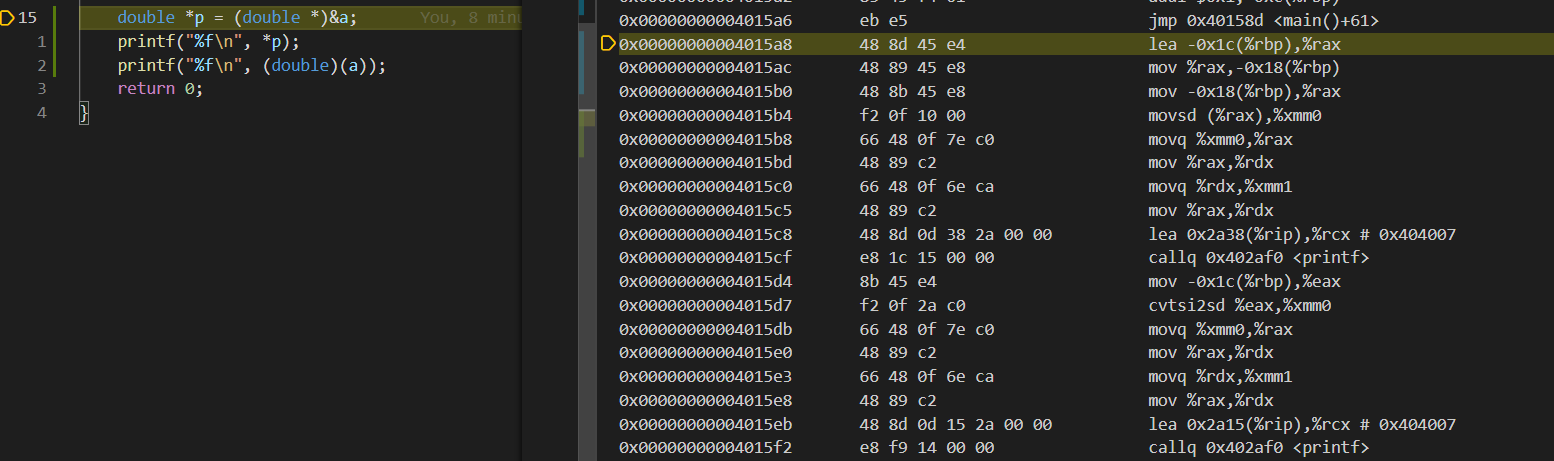 15 double *p = (double *)&a; You, 8 minu
1 printf("%f\n", *p);
2 printf("%f\n", (double)(a));
3 return 0;
4 }
0x00000000004015a6 eb e5 jmp 0x40158d <main()+61>
0x00000000004015a8 48 8d 45 e4 lea -0x1c(%rbp),%rax
0x00000000004015ac 48 89 45 e8 mov %rax,-0x18(%rbp)
0x00000000004015b0 48 8b 45 e8 mov -0x18(%rbp),%rax
0x00000000004015b4 f2 0f 10 00 movsd (%rax),%xmm0
0x00000000004015b8 66 48 0f 7e c0 movq %xmm0,%rax
0x00000000004015bd 48 89 c2 mov %rax,%rdx
0x00000000004015c0 66 48 0f 6e ca movq %rdx,%xmm1
0x00000000004015c5 48 89 c2 mov %rax,%rdx
0x00000000004015c8 48 8d 0d 38 2a 00 00 lea 0x2a38(%rip),%rcx # 0x404007
0x00000000004015cf e8 1c 15 00 00 callq 0x402af0 <printf>
0x00000000004015d4 8b 45 e4 mov -0x1c(%rbp),%eax
0x00000000004015d7 f2 0f 2a c0 cvtsi2sd %eax,%xmm0
0x00000000004015db 66 48 0f 7e c0 movq %xmm0,%rax
0x00000000004015e0 48 89 c2 mov %rax,%rdx
0x00000000004015e3 66 48 0f 6e ca movq %rdx,%xmm1
0x00000000004015e8 48 89 c2 mov %rax,%rdx
0x00000000004015eb 48 8d 0d 15 2a 00 00 lea 0x2a15(%rip),%rcx # 0x404007
0x00000000004015f2 e8 f9 14 00 00 callq 0x402af0 <printf>